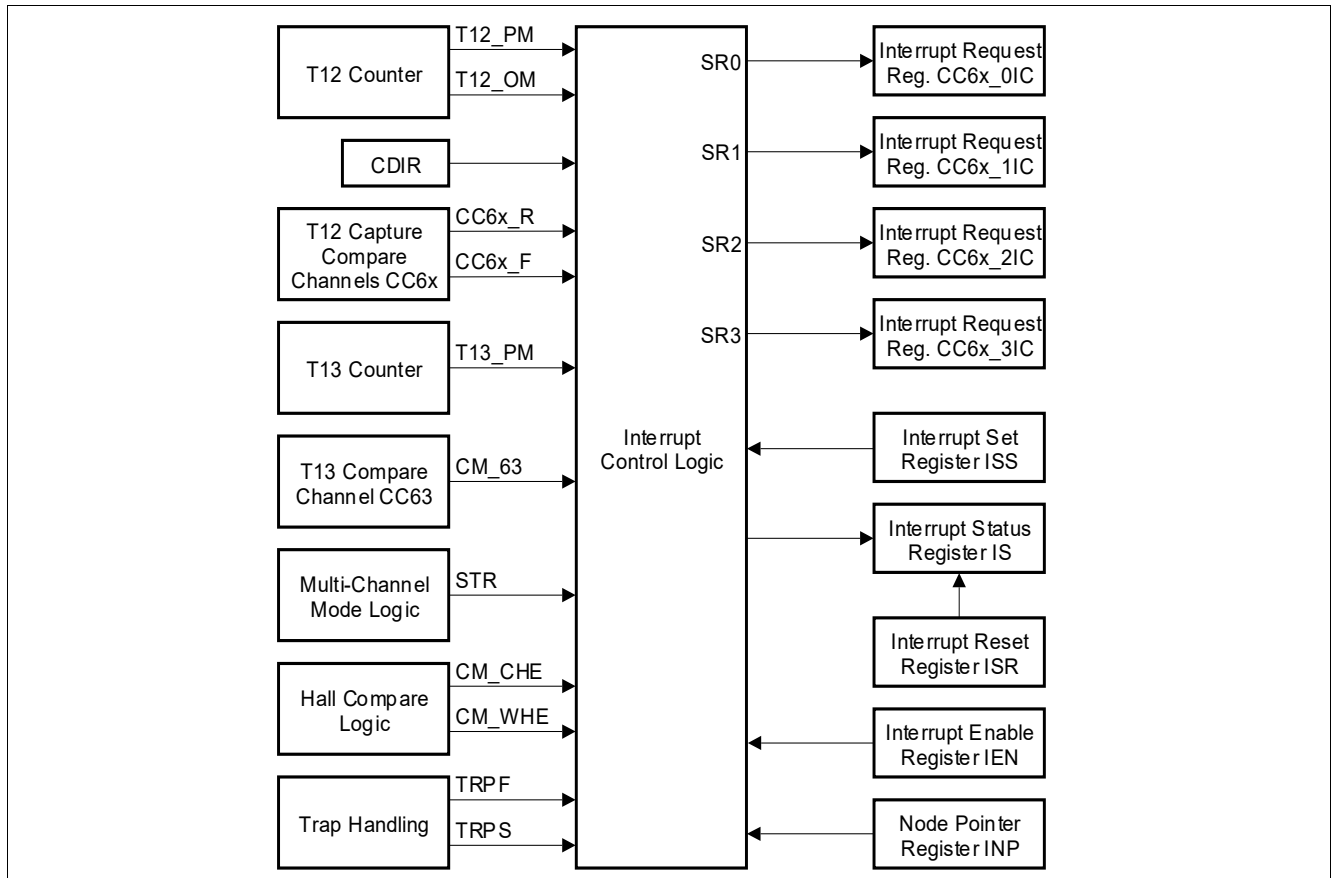 T12 Counter
T12_PM
T12_OM
CDIR
T12 Capture
Compare
Channels CC6x
CC6x_R
CC6x_F
T13 Counter
T13_PM
T13 Compare
Channel CC63
CM_63
Multi-Channel
Mode Logic
STR
Hall Compare
Logic
CM_CHE
CM_WHE
Trap Handling
TRPF
TRPS
Interrupt
Control Logic
SR0
SR1
SR2
SR3
Interrupt Request
Reg. CC6x_0IC
Interrupt Request
Reg. CC6x_1IC
Interrupt Request
Reg. CC6x_2IC
Interrupt Request
Reg. CC6x_3IC
Interrupt Set
Register ISS
Interrupt Status
Register IS
Interrupt Reset
Register ISR
Interrupt Enable
Register IEN
Node Pointer
Register INP